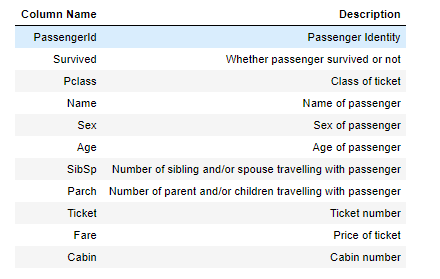 Column Name Description
PassengerId Passenger Identity
Survived Whether passenger survived or not
Pclass Class of ticket
Name Name of passenger
Sex Sex of passenger
Age Age of passenger
SibSp Number of sibling and/or spouse travelling with passenger
Parch Number of parent and/or children travelling with passenger
Ticket Ticket number
Fare Price of ticket
Cabin Cabin number